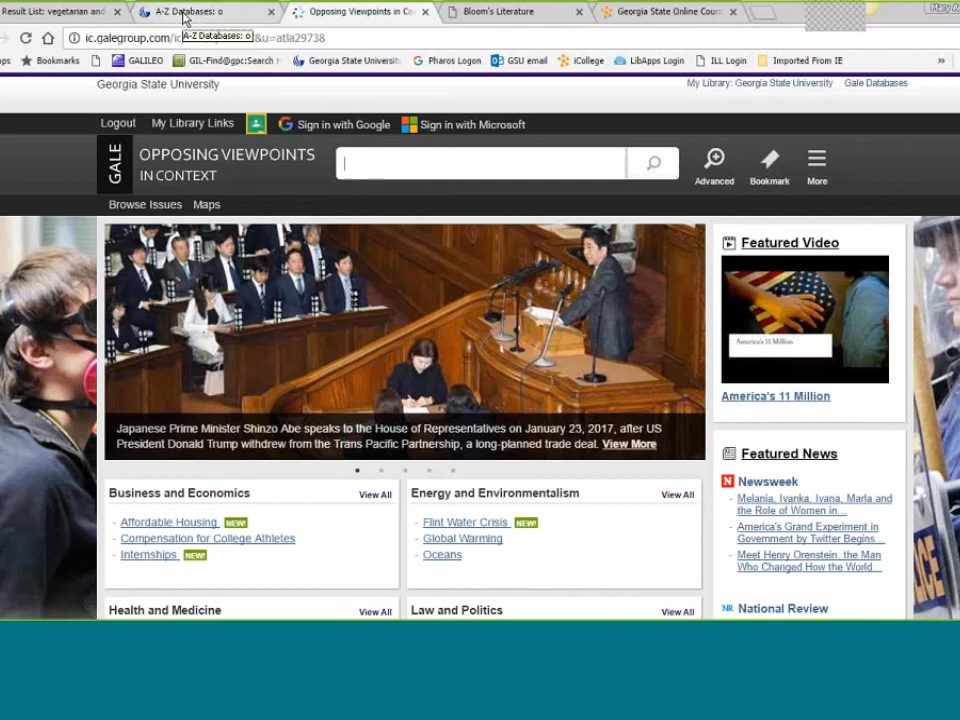 Result List: vegetarian and
A-Z Databases: o
Opposing Viewpoints in Co
Bloom's Literature
Georgia State Online Cour
ic.galegroup.com/ic
A-Z Databases: o
&u=atla29738
Bookmarks
GALILEO
GIL-Find@gpc::Search
Georgia State Universit
Pharos Logon
GSU email
iCollege
LibApps Login
ILL Login
Imported From IE
»
Georgia State University
My Library: Georgia State University
Gale Databases
Logout
My Library Links
Sign in with Google
Sign in with Microsoft
GALE
OPPOSING VIEWPOINTS
IN CONTEXT
Advanced
Bookmark
More
Browse Issues
Maps
Japanese Prime Minister Shinzo Abe speaks to the House of Representatives on January 23, 2017, after US
President Donald Trump withdrew from the Trans Pacific Partnership, a long-planned trade deal. View More
Featured Video
America's 11 Million
America's 11 Million
Featured News
N Newsweek
- Melania, Ivanka, Ivana, Marla and
the Role of Women in...
- America's Grand Experiment in
Government by Twitter Begins...
- Meet Henry Orenstein, the Man
Who Changed How the World...
NR National Review
Business and Economics
View All
- Affordable Housing NEW!
- Compensation for College Athletes
- Internships NEW!
Energy and Environmentalism
View All
- Flint Water Crisis NEW!
- Global Warming
- Oceans
Health and Medicine
View All
Law and Politics
View All
POLICE